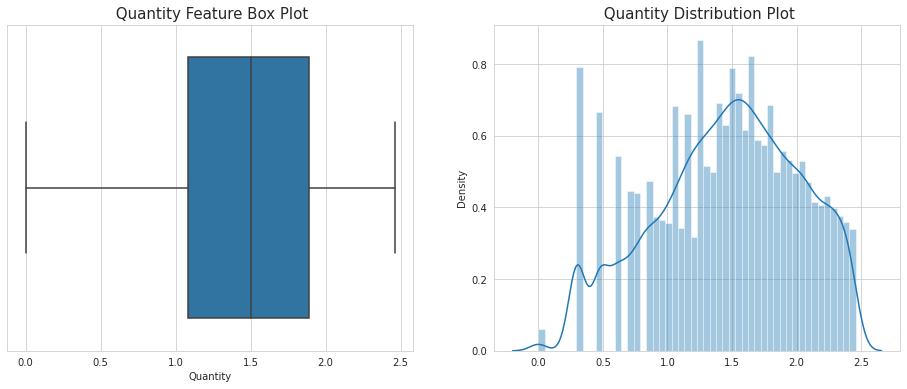 Quantity Feature Box Plot
0.0 0.5 1.0 1.5 2.0 2.5
Quantity
Quantity Distribution Plot
Density
0.8
0.6
0.4
0.2
0.0
0.0 0.5 1.0 1.5 2.0 2.5